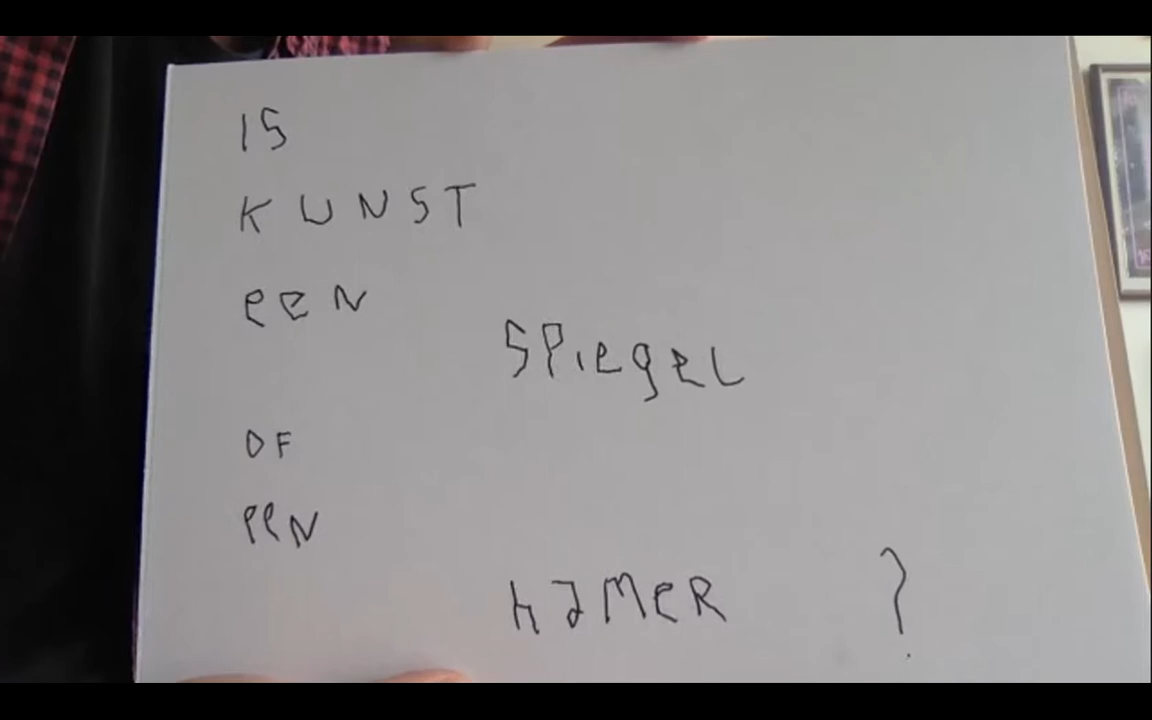 IS
KUNST
eeN
SPiegeL
OF
eeN
HaMeR ?